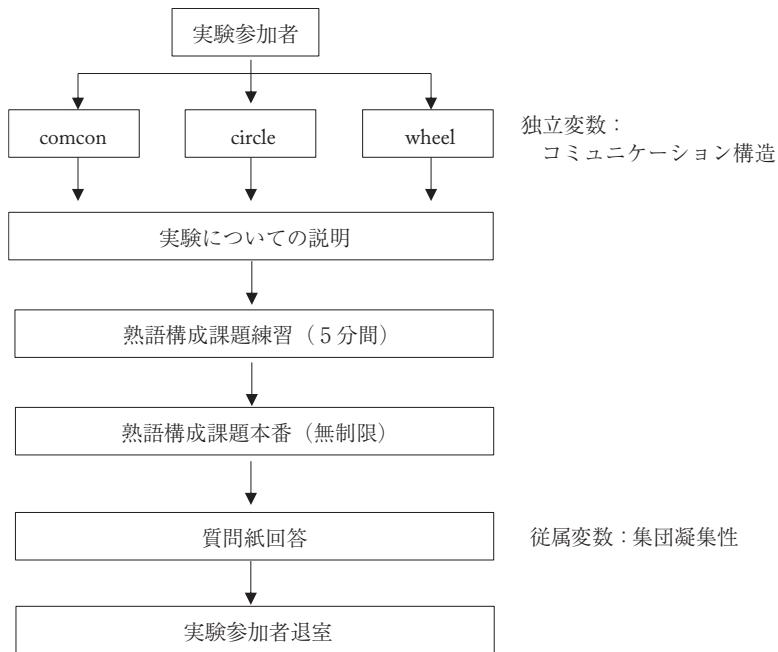 実験参加者
comcon
circle
wheel
独立変数:
コミュニケーション構造
実験についての説明
熟語構成課題練習(5分間)
熟語構成課題本番(無制限)
質問紙回答
従属変数:集団凝集性
実験参加者退室